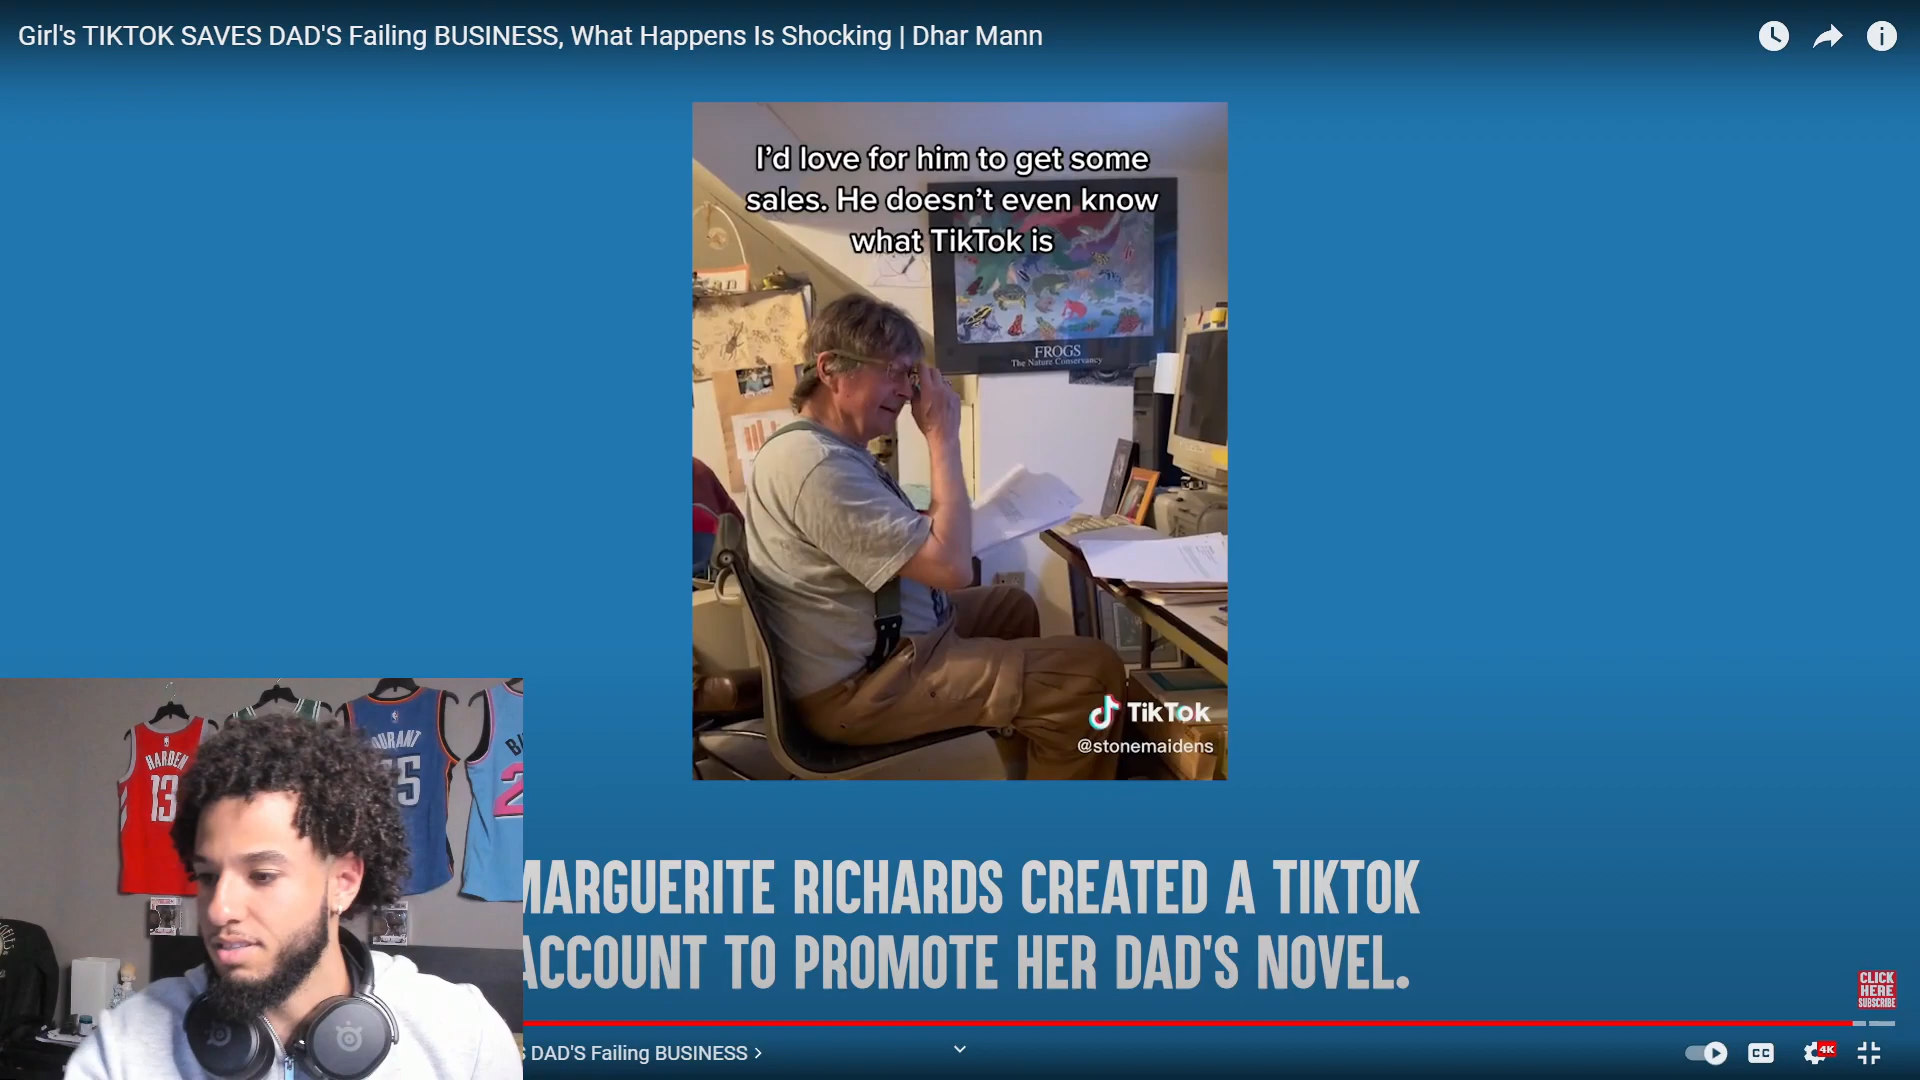 Girl's TIKTOK SAVES DAD'S Failing BUSINESS, What Happens Is Shocking | Dhar Mann
I'd love for him to get some
sales. He doesn't even know
what TikTok is
FROGS
The Nature Conservancy
TikTok
@stonemaidens
HARDEN
13
MARGUERITE RICHARDS CREATED A TIKTOK
ACCOUNT TO PROMOTE HER DAD'S NOVEL.
CLICK
HERE
SUBSCRIBE
DAD'S Failing BUSINESS >
CC
4K